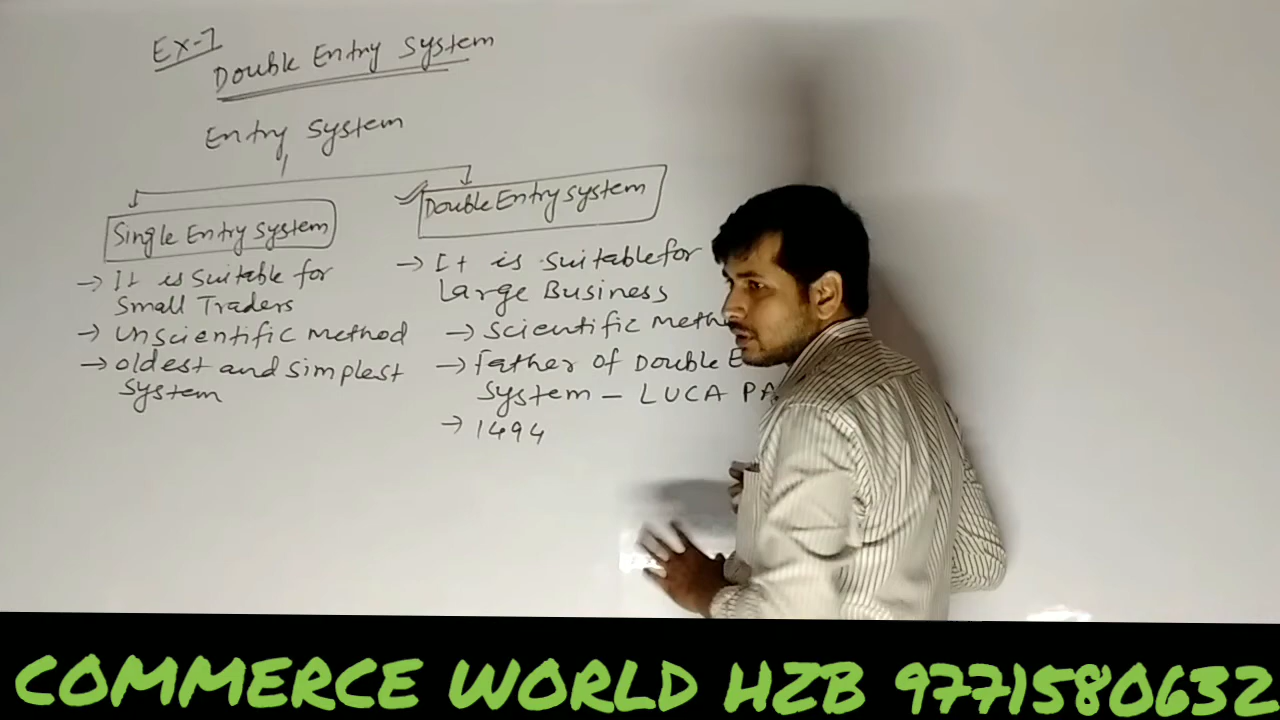 Ex-1
Double Entry System
Entry System
Single Entry System
→ It is suitable for
Small Traders
→ Unscientific method
→ oldest and simplest
system
Double Entry system
→ It is suitable for
Large Business
→ Scientific
→ Father of Double
System - LUCA
→ 1494
COMMERCE WORLD HZB 9771580632